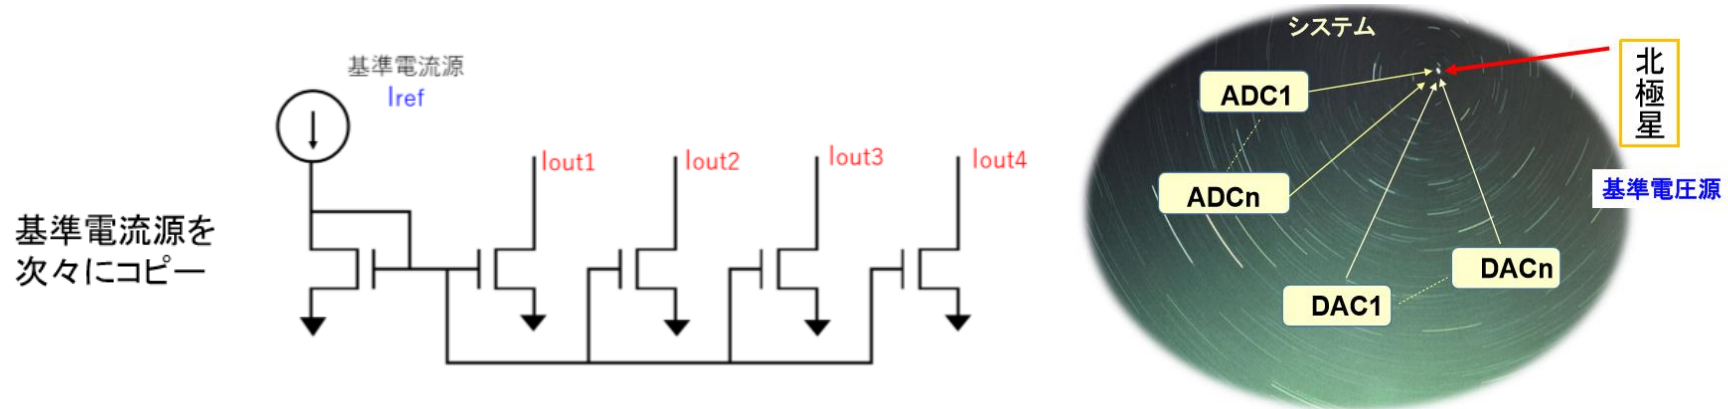 基準電流源
Iref
Iout1
Iout2
Iout3
Iout4
基準電流源を
次々にコピー
システム
ADC1
ADCn
DAC1
DACn
北極星
基準電圧源